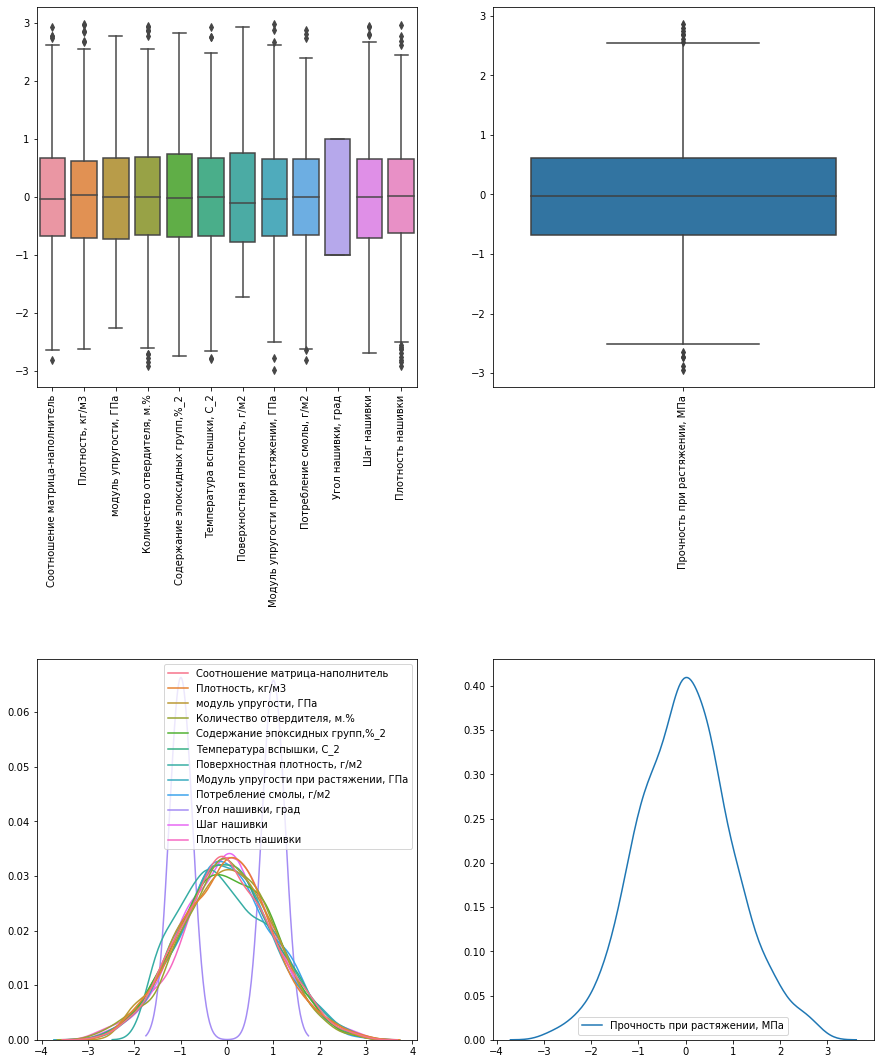 3
2
1
0
−1
−2
−3
Соотношение матрица-наполнитель
Плотность, кг/м3
модуль упругости, ГПа
Количество отвердителя, м.%
Содержание эпоксидных групп,%_2
Температура вспышки, С_2
Поверхностная плотность, г/м2
Модуль упругости при растяжении, ГПа
Потребление смолы, г/м2
Угол нашивки, град
Шаг нашивки
Плотность нашивки
3
2
1
0
−1
−2
−3
Прочность при растяжении, МПа
0.06
0.05
0.04
0.03
0.02
0.01
0.00
−4
−3
−2
−1
0
1
2
3
4
Соотношение матрица-наполнитель
Плотность, кг/м3
модуль упругости, ГПа
Количество отвердителя, м.%
Содержание эпоксидных групп,%_2
Температура вспышки, С_2
Поверхностная плотность, г/м2
Модуль упругости при растяжении, ГПа
Потребление смолы, г/м2
Угол нашивки, град
Шаг нашивки
Плотность нашивки
0.40
0.35
0.30
0.25
0.20
0.15
0.10
0.05
0.00
−4
−3
−2
−1
0
1
2
3
Прочность при растяжении, МПа